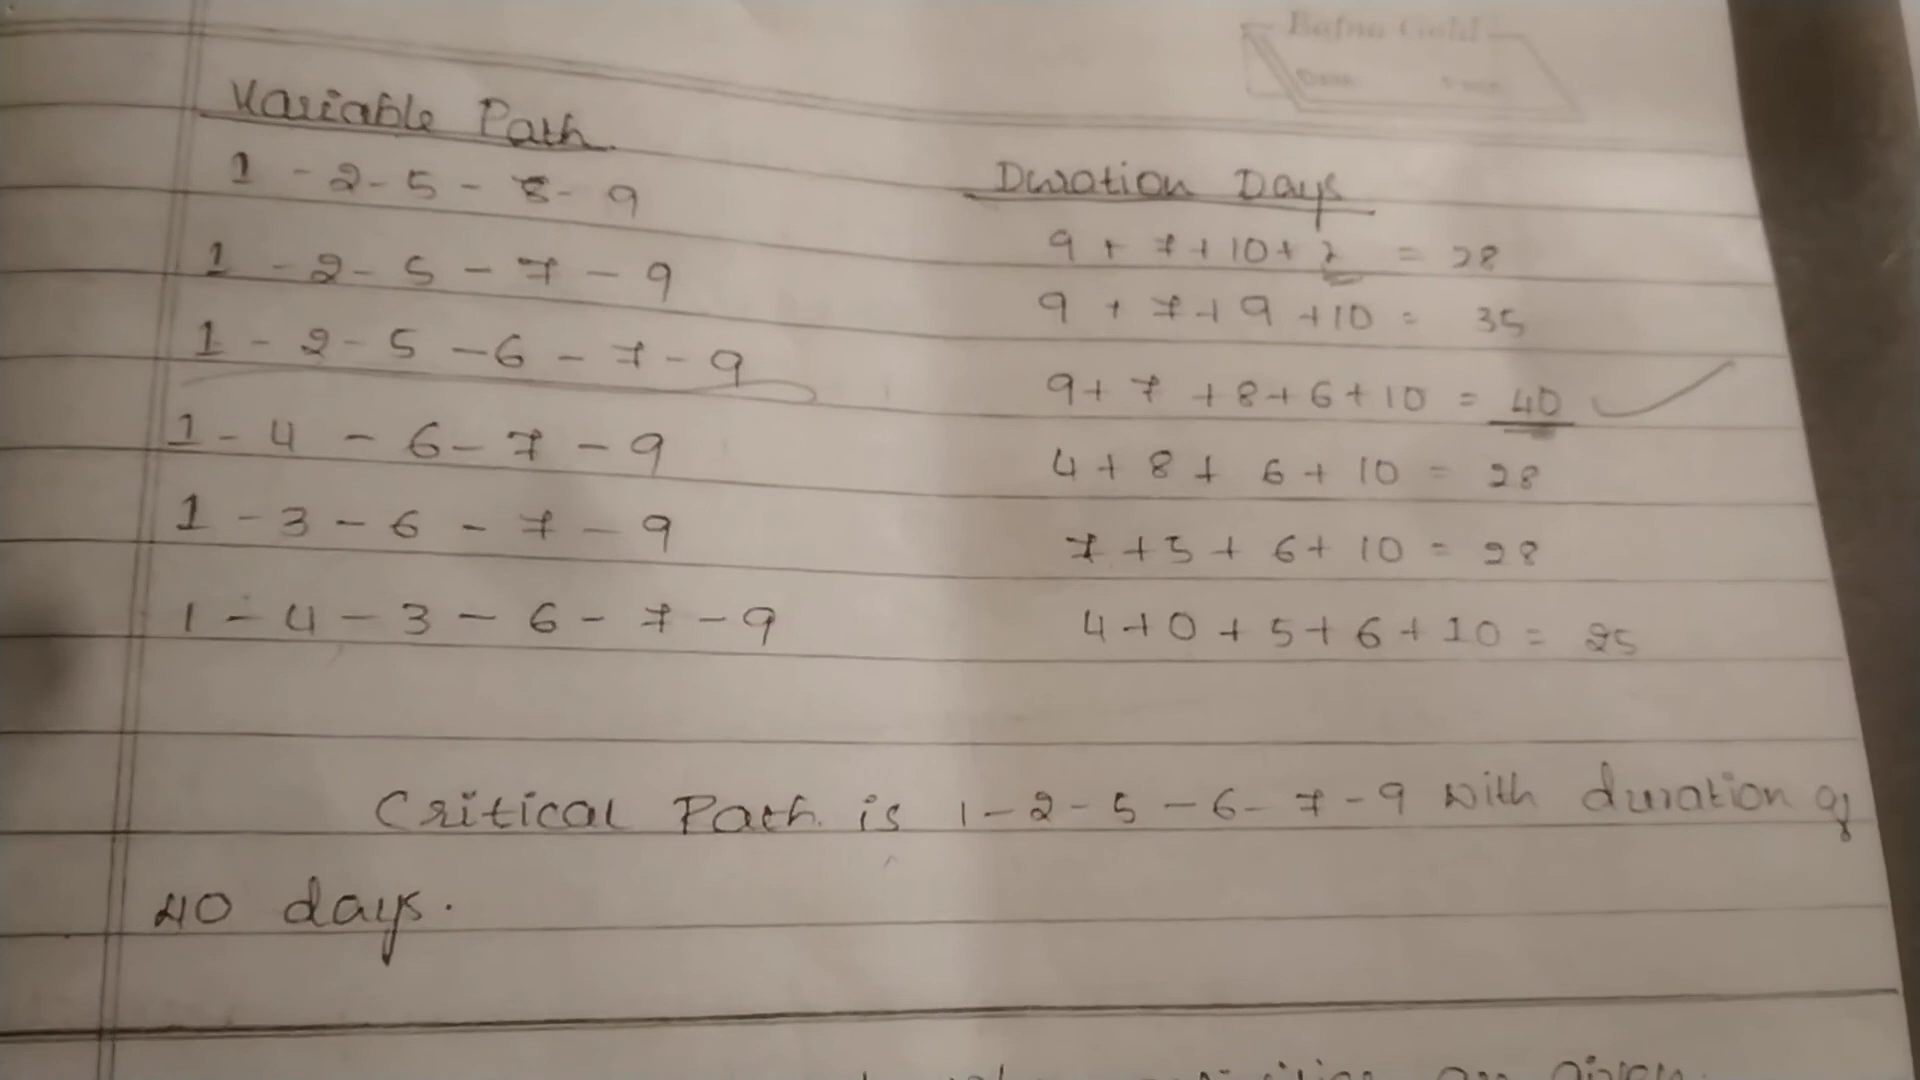 Bafna Gold
Date:
Variable Path
Duration Days
1 - 2 - 5 - 8 - 9
9 + 7 + 10 + 2 = 28
1 - 2 - 5 - 7 - 9
9 + 7 + 9 + 10 = 35
1 - 2 - 5 - 6 - 7 - 9
9 + 7 + 8 + 6 + 10 = 40
1 - 4 - 6 - 7 - 9
4 + 8 + 6 + 10 = 28
1 - 3 - 6 - 7 - 9
7 + 5 + 6 + 10 = 28
1 - 4 - 3 - 6 - 7 - 9
4 + 0 + 5 + 6 + 10 = 25
Critical Path is 1 - 2 - 5 - 6 - 7 - 9 with duration of
40 days.